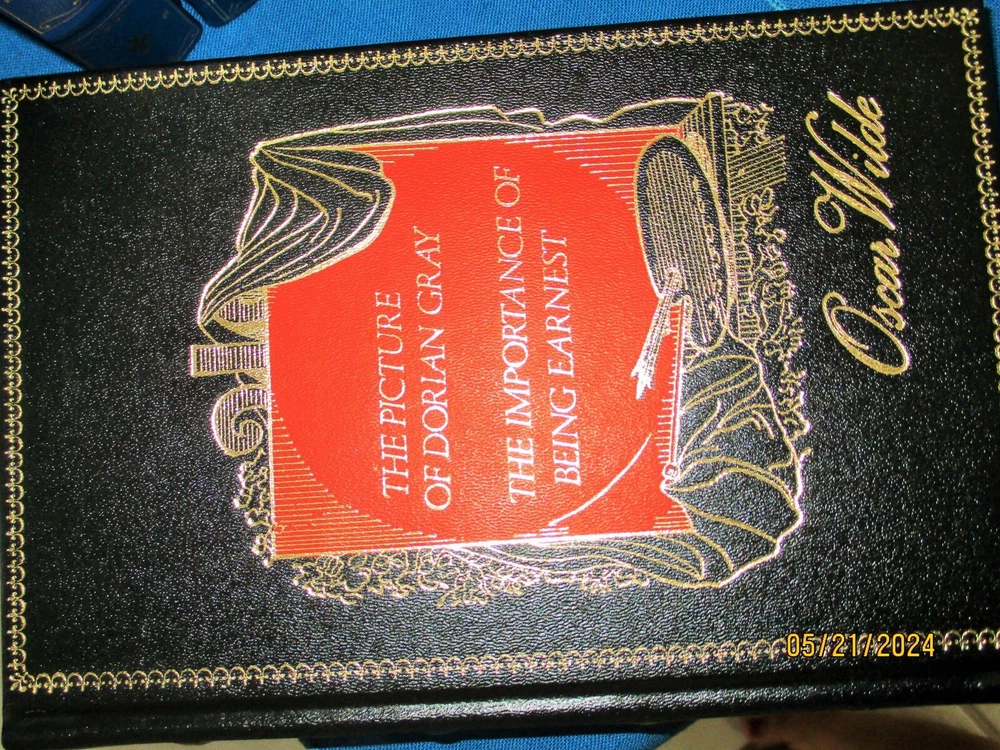 THE PICTURE
OF DORIAN GRAY
THE IMPORTANCE OF
BEING EARNEST
Oscar Wilde
05/21/2024